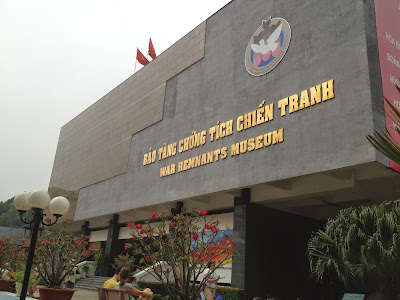 BẢO TÀNG CHỨNG TÍCH CHIẾN TRANH
WAR REMNANTS MUSEUM